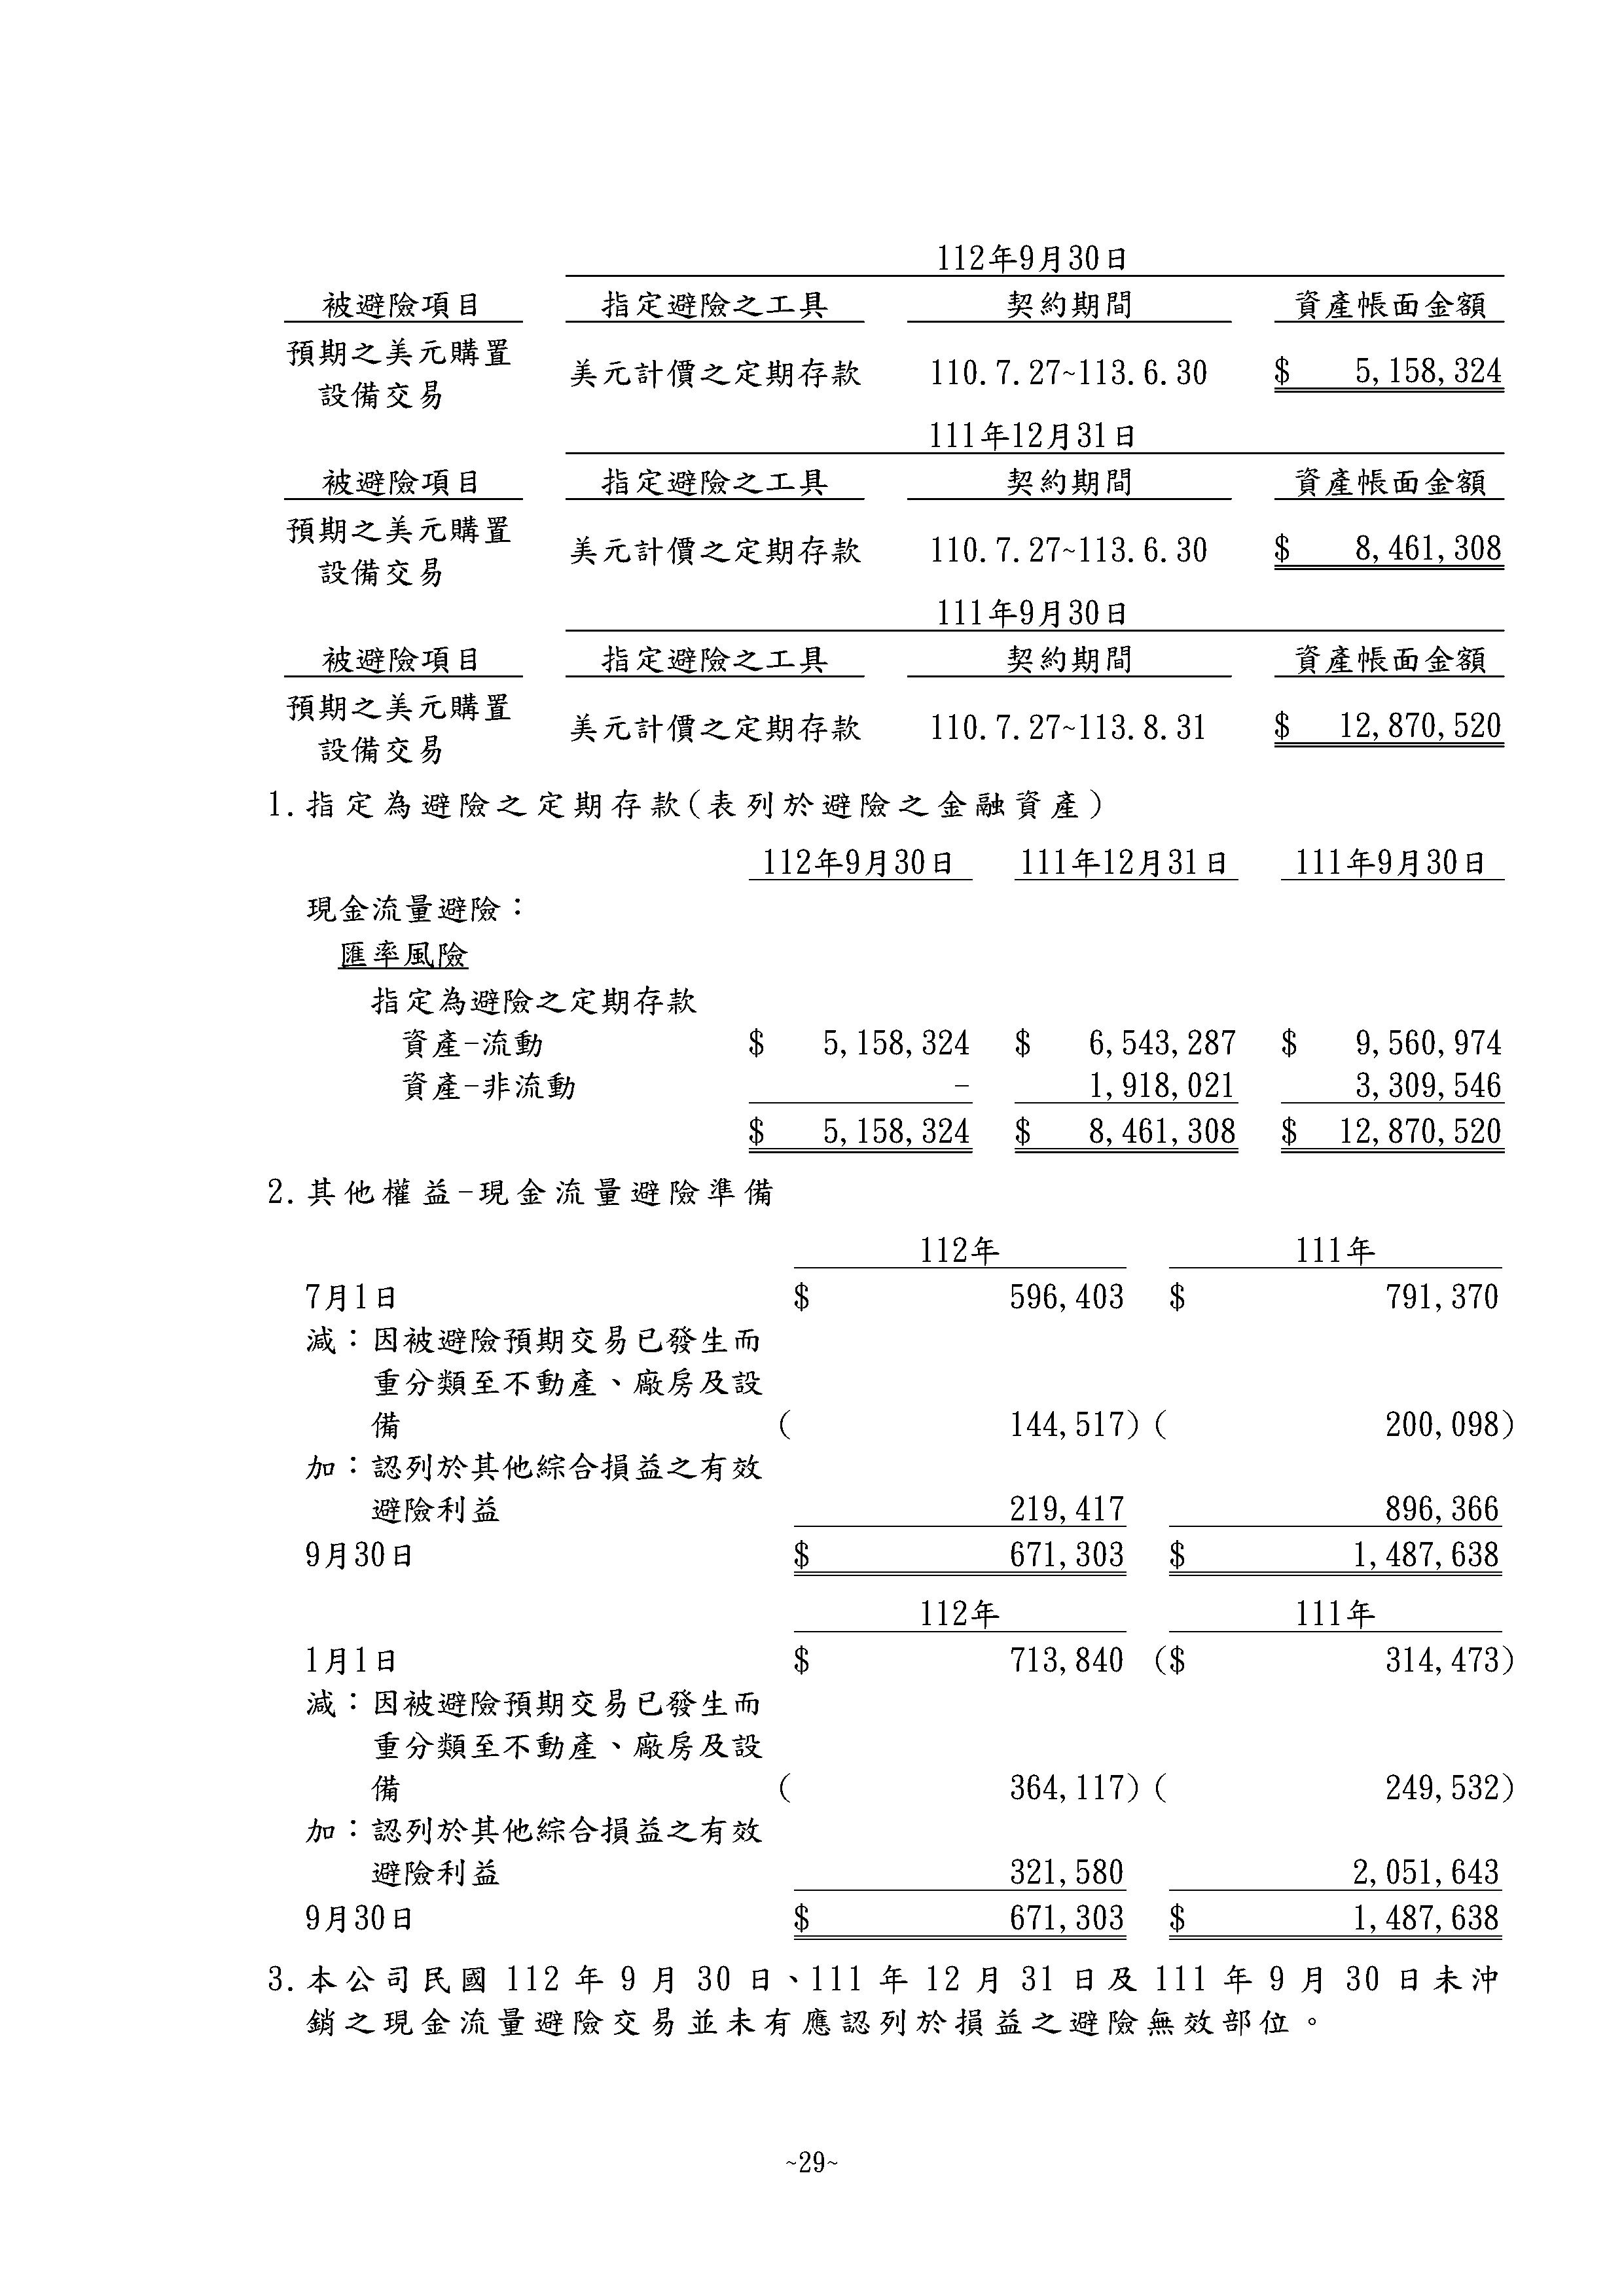 112年9月30日
被避險項目 指定避險之工具 契約期間 資產帳面金額
預期之美元購置
設備交易 美元計價之定期存款 110.7.27~113.6.30 $ 5,158,324
111年12月31日
被避險項目 指定避險之工具 契約期間 資產帳面金額
預期之美元購置
設備交易 美元計價之定期存款 110.7.27~113.6.30 $ 8,461,308
111年9月30日
被避險項目 指定避險之工具 契約期間 資產帳面金額
預期之美元購置
設備交易 美元計價之定期存款 110.7.27~113.8.31 $ 12,870,520
1.指定為避險之定期存款(表列於避險之金融資產)
112年9月30日 111年12月31日 111年9月30日
現金流量避險：
匯率風險
指定為避險之定期存款
資產-流動 $ 5,158,324 $ 6,543,287 $ 9,560,974
資產-非流動 - 1,918,021 3,309,546
$ 5,158,324 $ 8,461,308 $ 12,870,520
2.其他權益-現金流量避險準備
112年 111年
7月1日 $ 596,403 $ 791,370
減：因被避險預期交易已發生而
重分類至不動產、廠房及設
備 ( 144,517) ( 200,098)
加：認列於其他綜合損益之有效
避險利益 219,417 896,366
9月30日 $ 671,303 $ 1,487,638
112年 111年
1月1日 $ 713,840 ($ 314,473)
減：因被避險預期交易已發生而
重分類至不動產、廠房及設
備 ( 364,117) ( 249,532)
加：認列於其他綜合損益之有效
避險利益 321,580 2,051,643
9月30日 $ 671,303 $ 1,487,638
3.本公司民國 112 年 9 月 30 日、111 年 12 月 31 日及 111 年 9 月 30 日未沖
銷之現金流量避險交易並未有應認列於損益之避險無效部位。
~29~